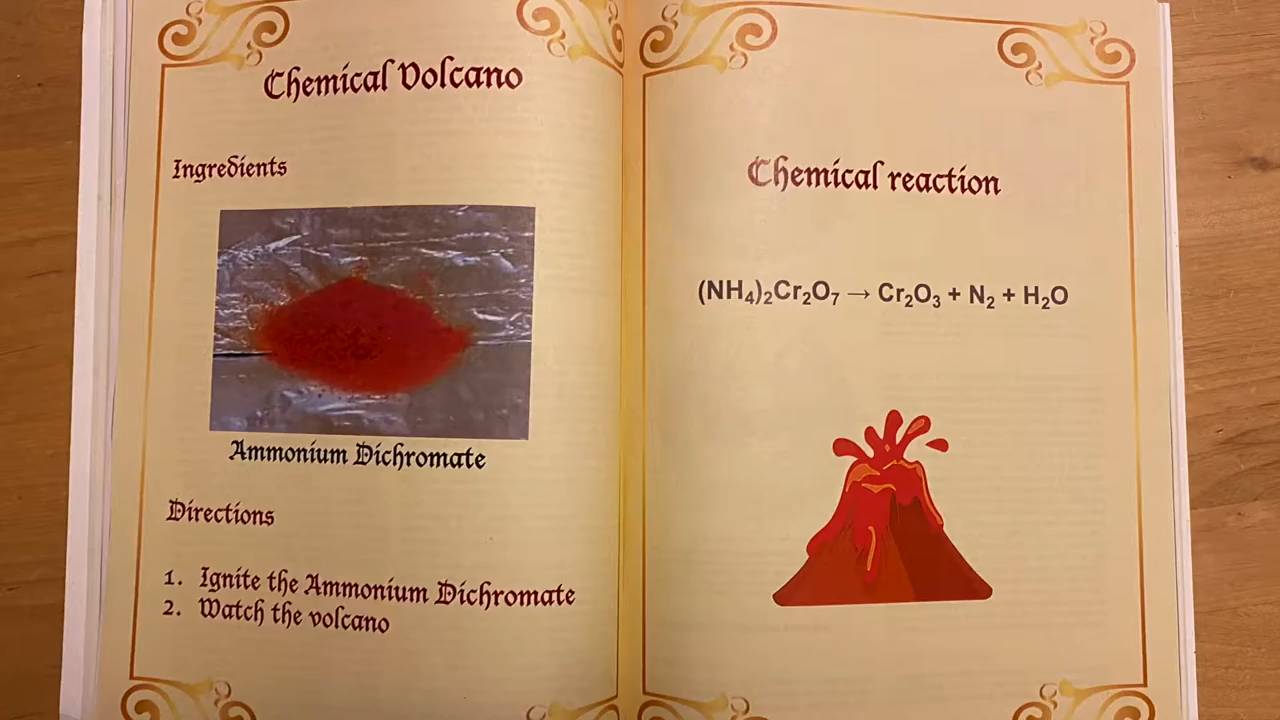 Chemical Volcano
Ingredients
Ammonium Dichromate
Directions
1. Ignite the Ammonium Dichromate
2. Watch the volcano
Chemical reaction
(NH₄)₂Cr₂O₇ → Cr₂O₃ + N₂ + H₂O